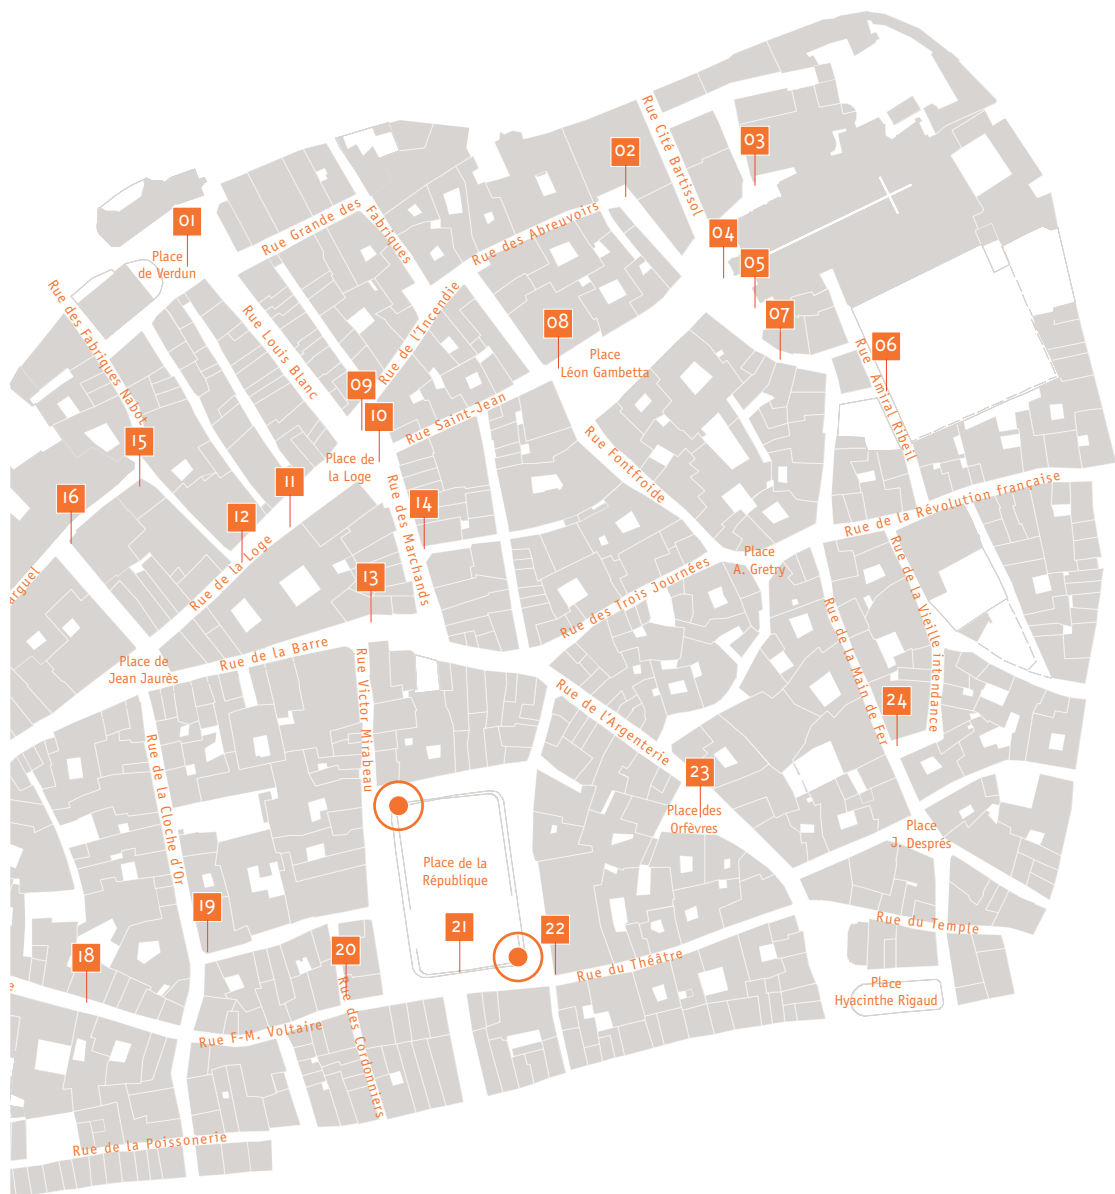 03
02
Rue Cité Bartissol
01
Rue Grande des
Fabriques
Rue des Abreuvoirs
04
Place
de Verdun
05
Rue des Fabriques Nabot
Rue Louis Blanc
Rue de l'Incendie
08
07
06
Place
Léon Gambetta
Rue Amiral Ribeil
09
10
Rue Saint-Jean
15
Place de
la Loge
Rue Fontfroide
16
11
12
Rue des Marchands
14
Rue de la Révolution française
Rue de la Loge
Place
A. Gretry
arguel
13
Rue des Trois Journées
Rue de la Vieille intendance
Rue de la Main de Fer
Place de
Jean Jaurès
Rue de la Barre
Rue Victor Mirabeau
Rue de l'Argenterie
24
Rue de la Cloche d'Or
23
Place des
Orfèvres
Place
J. Després
Place de la
République
19
21
22
20
18
Rue du Temple
Rue du Théâtre
e
Place
Hyacinthe Rigaud
Rue F-M. Voltaire
Rue des Cordonniers
Rue de la Poissonerie